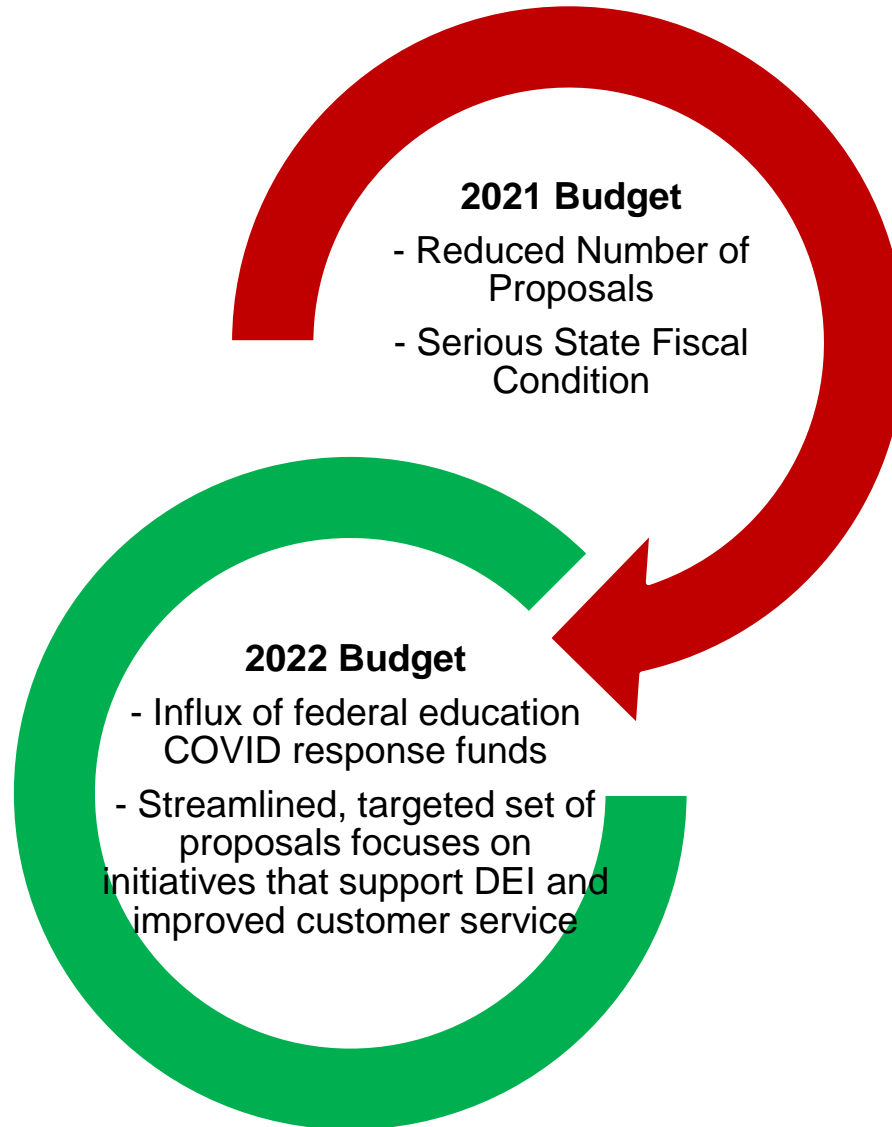 2021 Budget
- Reduced Number of
Proposals
- Serious State Fiscal
Condition
2022 Budget
- Influx of federal education
COVID response funds
- Streamlined, targeted set of
proposals focuses on
initiatives that support DEI and
improved customer service